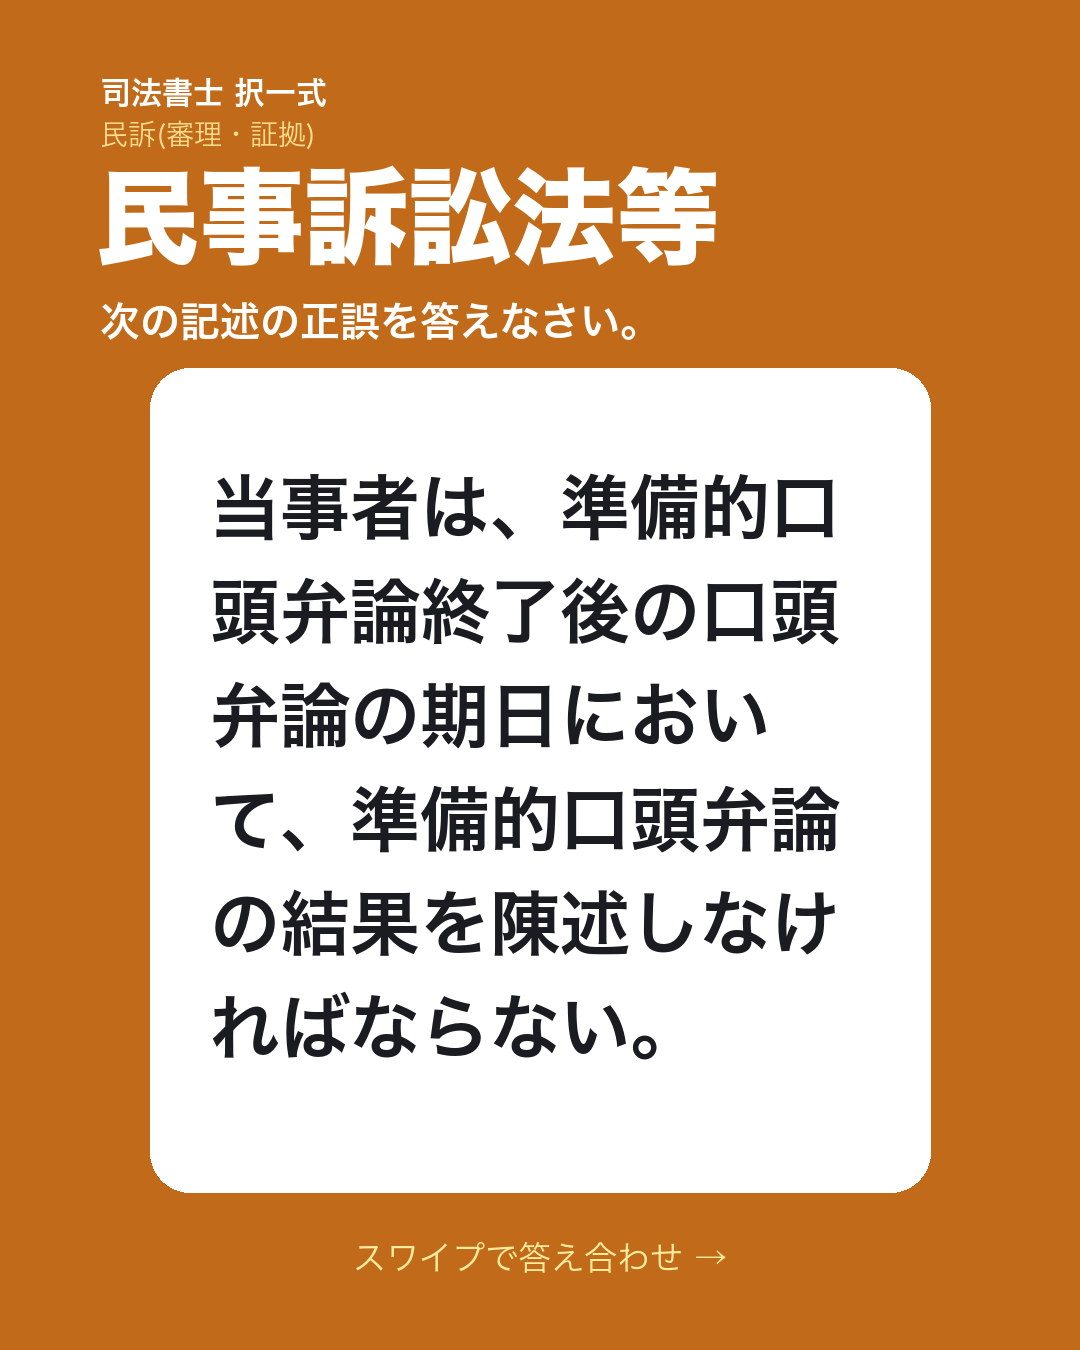 司法書士 択一式
民訴(審理・証拠)
民事訴訟法等
次の記述の正誤を答えなさい。
当事者は、準備的口
頭弁論終了後の口頭
弁論の期日におい
て、準備的口頭弁論
の結果を陳述しなけ
ればならない。
スワイプで答え合わせ →